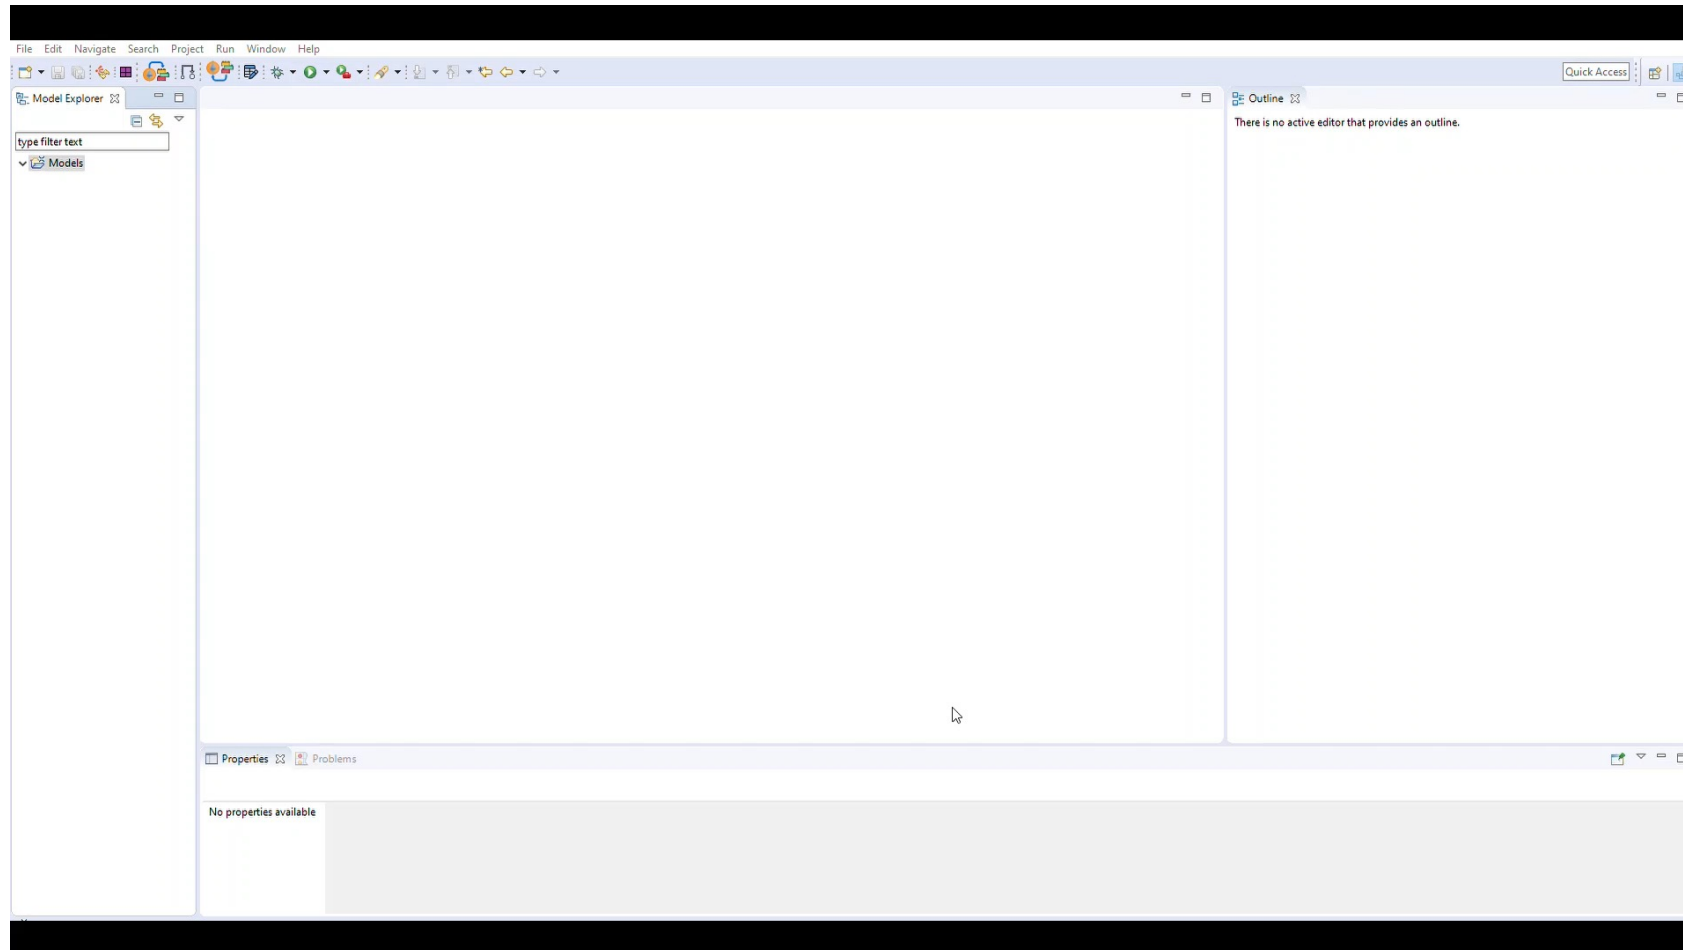 File Edit Navigate Search Project Run Window Help
Quick Access
Model Explorer
type filter text
Models
Outline
There is no active editor that provides an outline.
Properties Problems
No properties available